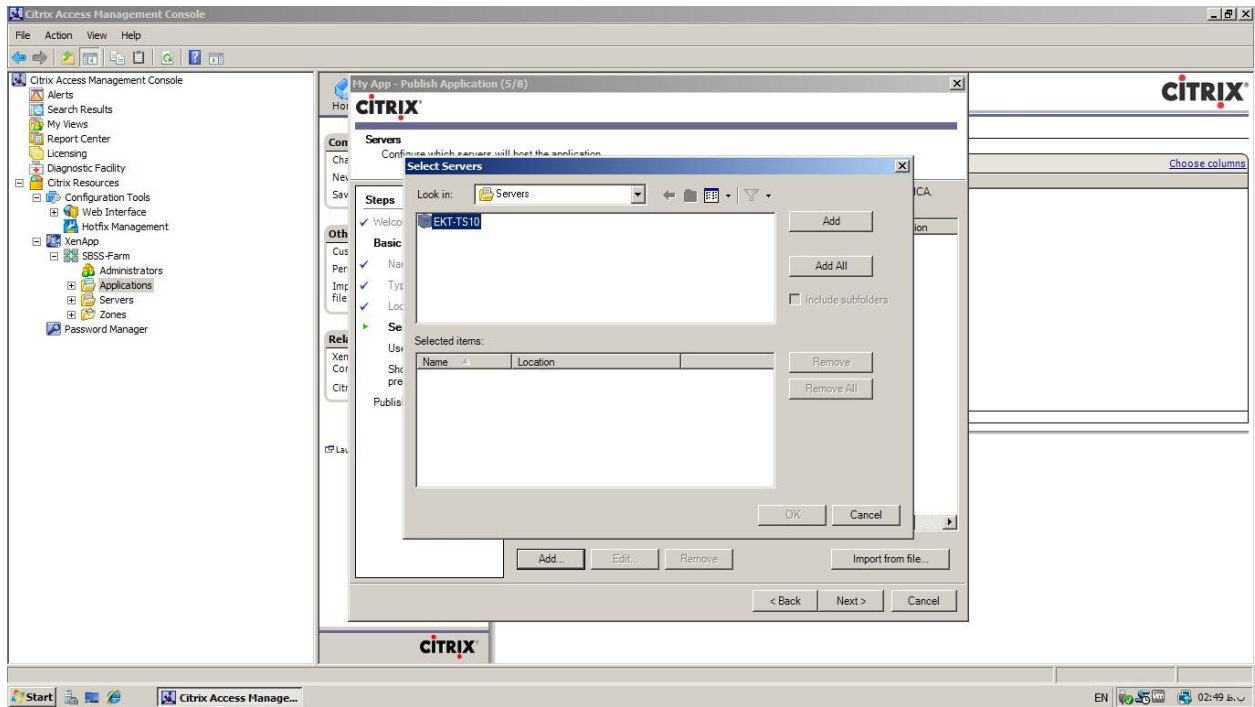 Citrix Access Management Console
File Action View Help
Citrix Access Management Console
Alerts
Search Results
My Views
Report Center
Licensing
Diagnostic Facility
Citrix Resources
Configuration Tools
Web Interface
Hotfix Management
XenApp
SBSS-Farm
Administrators
Applications
Servers
Zones
Password Manager
CITRIX
Choose columns
My App - Publish Application (5/8)
CITRIX
Servers
Configure which servers will host the application
ICA.
Steps
Basic
Publis
Select Servers
Look in: Servers
EKT-TS10
Add
Add All
Include subfolders
Selected items:
Name Location
Remove
Remove All
OK Cancel
Add... Edit... Remove Import from file...
< Back Next > Cancel
CITRIX
Start Citrix Access Manage... EN 02:49 ب.ظ